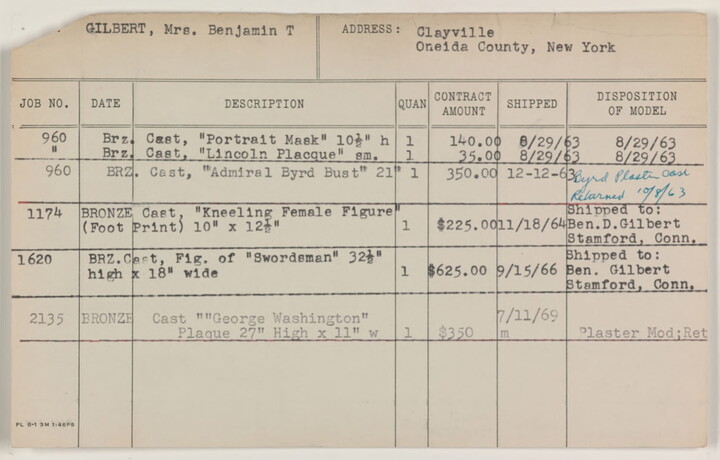 GILBERT, Mrs. Benjamin T
ADDRESS: Clayville
Oneida County, New York
JOB NO. DATE DESCRIPTION QUAN CONTRACT AMOUNT SHIPPED DISPOSITION OF MODEL
960 Brz. Cast, "Portrait Mask" 10½" h 1 140.00 8/29/63 8/29/63
" Brz. Cast, "Lincoln Placque" sm. 1 35.00 8/29/63 8/29/63
960 BRZ. Cast, "Admiral Byrd Bust" 21" 1 350.00 12-12-63 Byrd Plaster Cast
Returned 10/8/63
1174 BRONZE Cast, "Kneeling Female Figure" Shipped to:
(Foot Print) 10" x 12½" 1 $225.00 11/18/64 Ben.D.Gilbert
Stamford, Conn.
1620 BRZ.Cast, Fig. of "Swordsman" 32½" Shipped to:
high x 18" wide 1 $625.00 9/15/66 Ben. Gilbert
Stamford, Conn.
2135 BRONZE Cast ""George Washington" 7/11/69
Plaque 27" High x 11" w 1 $350 m Plaster Mod;Ret